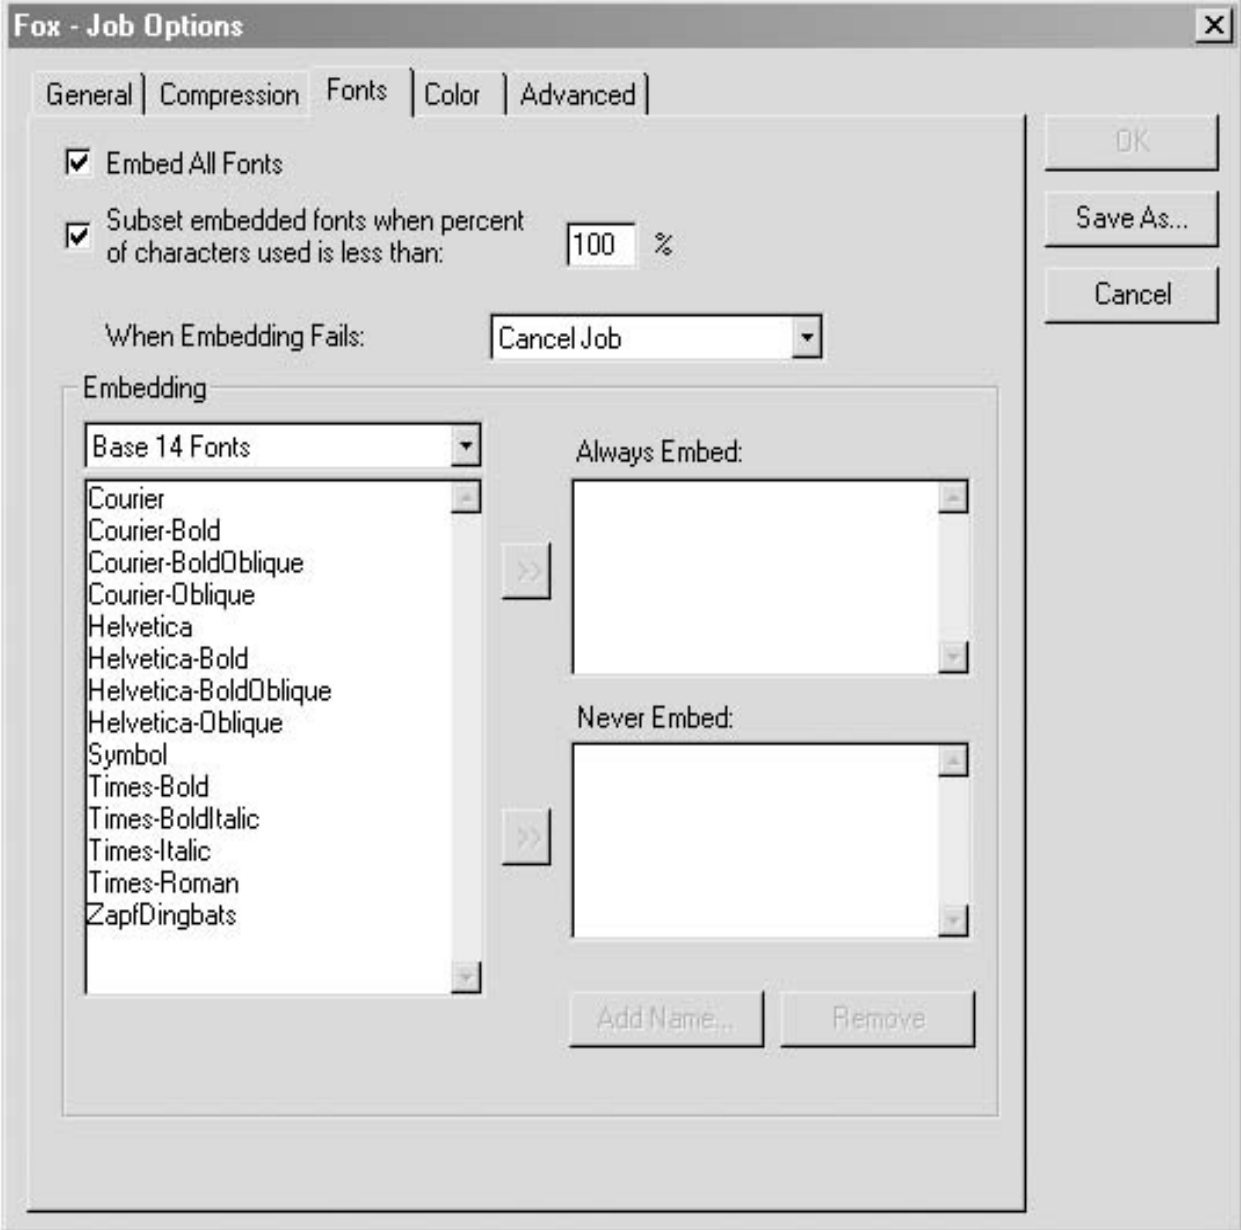 Fox - Job Options
General
Compression
Fonts
Color
Advanced
OK
Save As...
Cancel
Embed All Fonts
Subset embedded fonts when percent
of characters used is less than:
100 %
When Embedding Fails:
Cancel Job
Embedding
Base 14 Fonts
Courier
Courier-Bold
Courier-BoldOblique
Courier-Oblique
Helvetica
Helvetica-Bold
Helvetica-BoldOblique
Helvetica-Oblique
Symbol
Times-Bold
Times-BoldItalic
Times-Italic
Times-Roman
ZapfDingbats
>>
>>
Always Embed:
Never Embed:
Add Name...
Remove